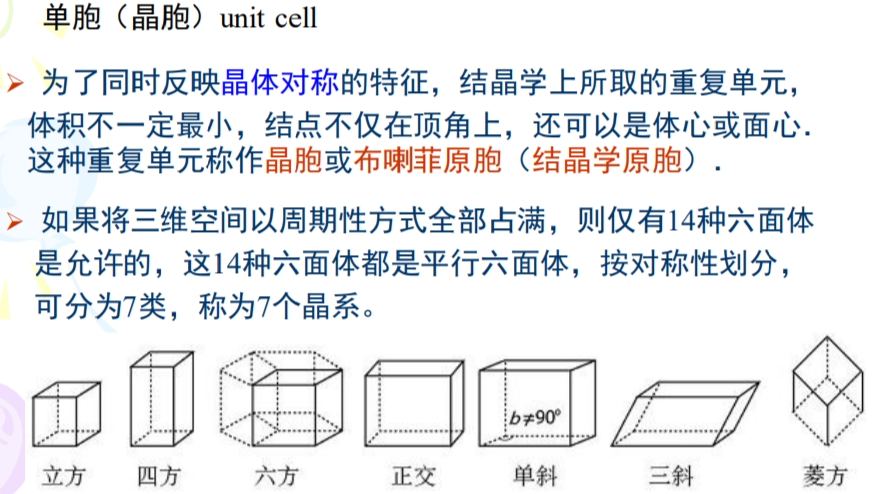 单胞（晶胞）unit cell
为了同时反映晶体对称的特征，结晶学上所取的重复单元，
体积不一定最小，结点不仅在顶角上，还可以是体心或面心．
这种重复单元称作晶胞或布喇菲原胞（结晶学原胞）．
如果将三维空间以周期性方式全部占满，则仅有14种六面体
是允许的，这14种六面体都是平行六面体，按对称性划分，
可分为7类，称为7个晶系。
b≠90°
立方 四方 六方 正交 单斜 三斜 菱方